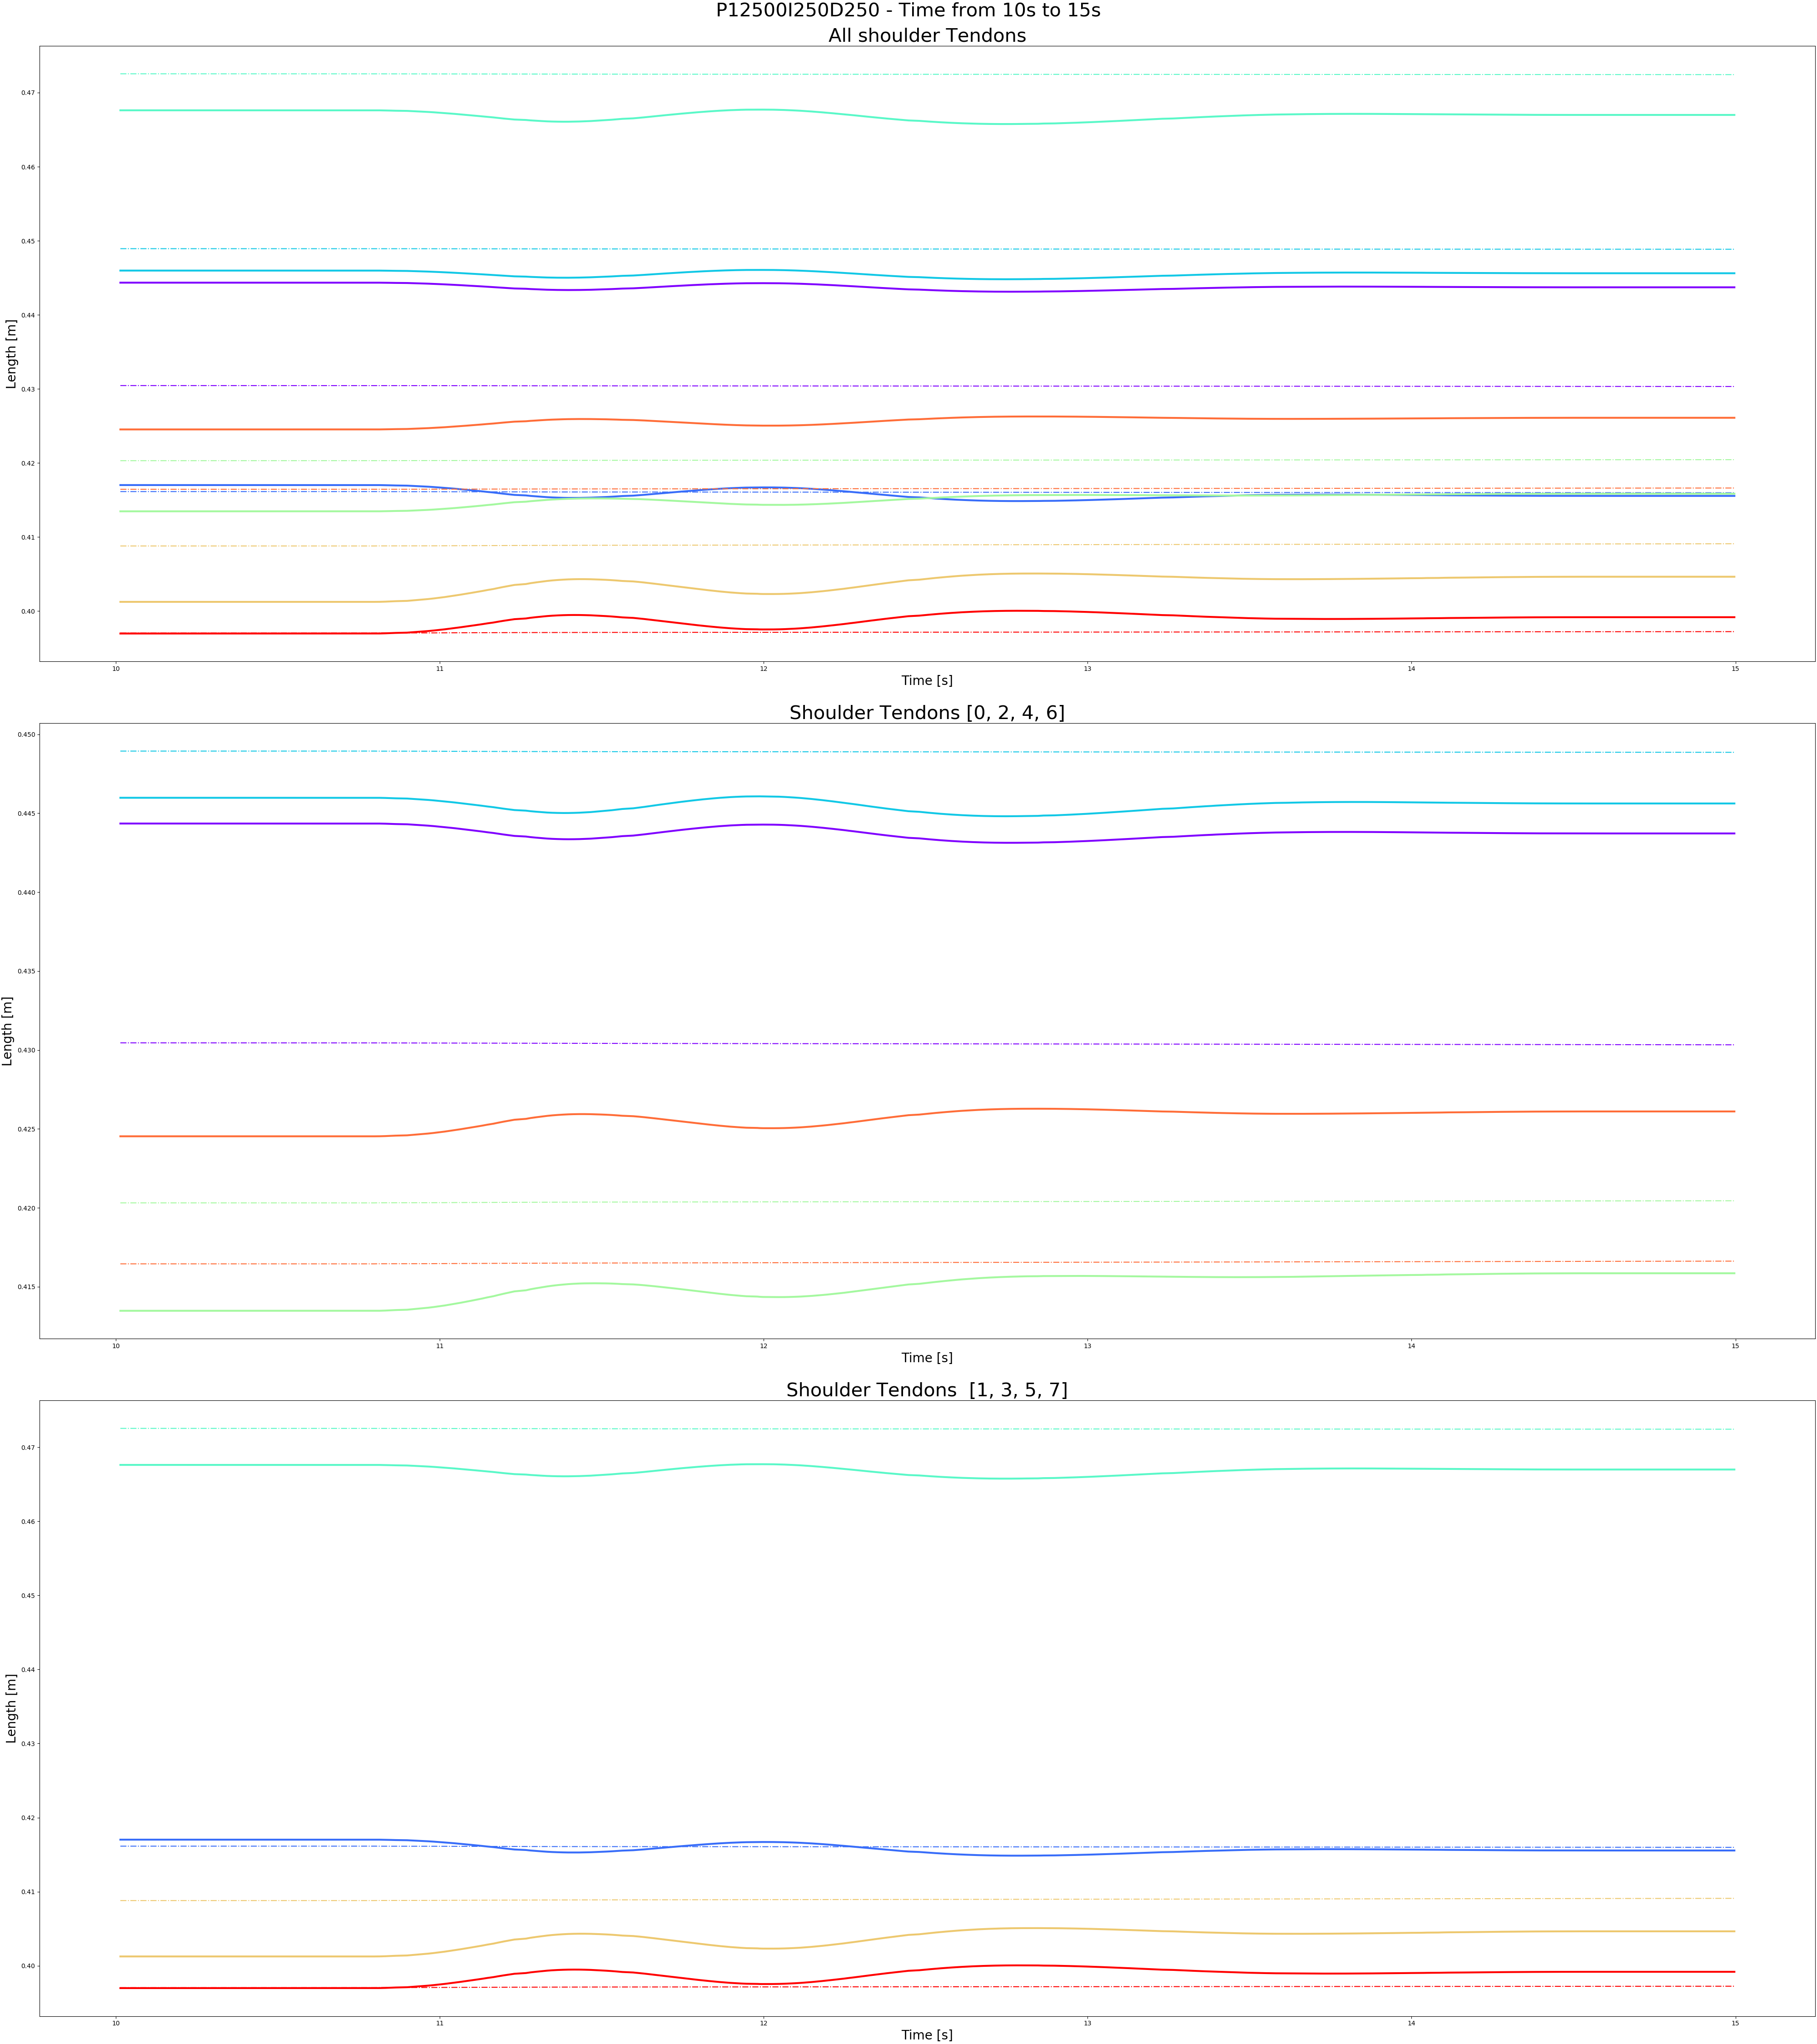 P12500I250D250 - Time from 10s to 15s
All shoulder Tendons
0.47
0.46
0.45
0.44
0.43
0.42
0.41
0.40
Length [m]
10 11 12 13 14 15
Time [s]
Shoulder Tendons [0, 2, 4, 6]
0.450
0.445
0.440
0.435
0.430
0.425
0.420
0.415
Length [m]
10 11 12 13 14 15
Time [s]
Shoulder Tendons  [1, 3, 5, 7]
0.47
0.46
0.45
0.44
0.43
0.42
0.41
0.40
Length [m]
10 11 12 13 14 15
Time [s]